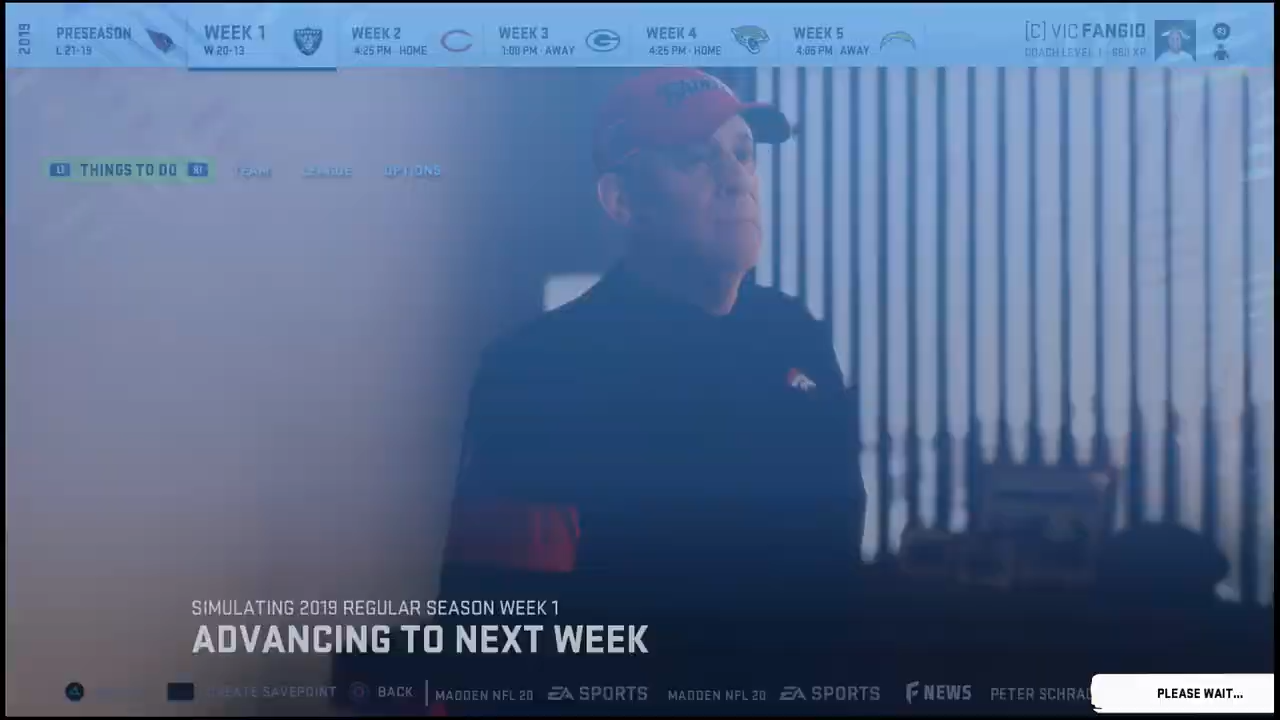 2019
PRESEASON
L 21-19
WEEK 1
W 20-13
WEEK 2
4:25 PM · HOME
WEEK 3
1:00 PM · AWAY
WEEK 4
4:25 PM · HOME
WEEK 5
4:05 PM · AWAY
[C] VIC FANGIO
COACH LEVEL 1
THINGS TO DO
TEAM
LEAGUE
OPTIONS
SIMULATING 2019 REGULAR SEASON WEEK 1
ADVANCING TO NEXT WEEK
CREATE SAVEPOINT
BACK
MADDEN NFL 20 EA SPORTS MADDEN NFL 20 EA SPORTS NEWS PETER SCHRA
PLEASE WAIT...